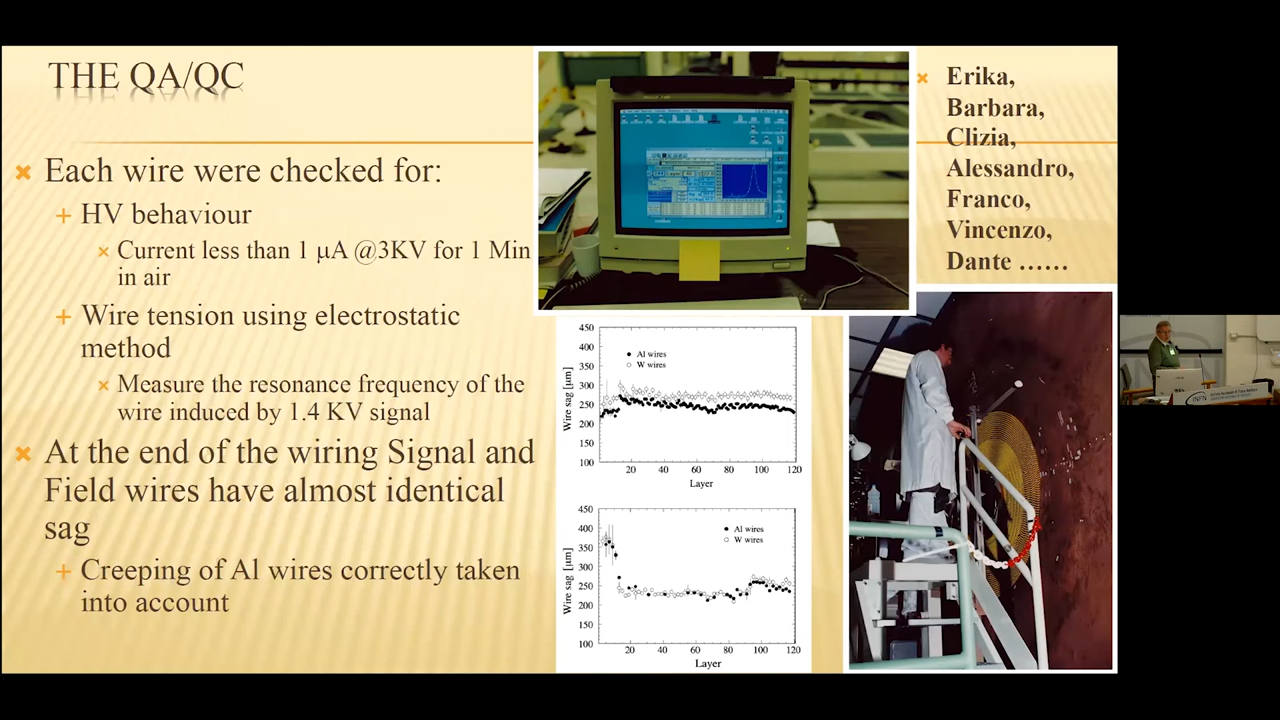 THE QA/QC
Each wire were checked for:
HV behaviour
Current less than 1 µA @3KV for 1 Min
in air
Wire tension using electrostatic
method
Measure the resonance frequency of the
wire induced by 1.4 KV signal
At the end of the wiring Signal and
Field wires have almost identical
sag
Creeping of Al wires correctly taken
into account
Erika,
Barbara,
Clizia,
Alessandro,
Franco,
Vincenzo,
Dante ……
450
400
350
300
250
200
150
100
Wire sag [µm]
Al wires
W wires
20 40 60 80 100 120
Layer
450
400
350
300
250
200
150
100
Wire sag [µm]
Al wires
W wires
20 40 60 80 100 120
Layer
INFN